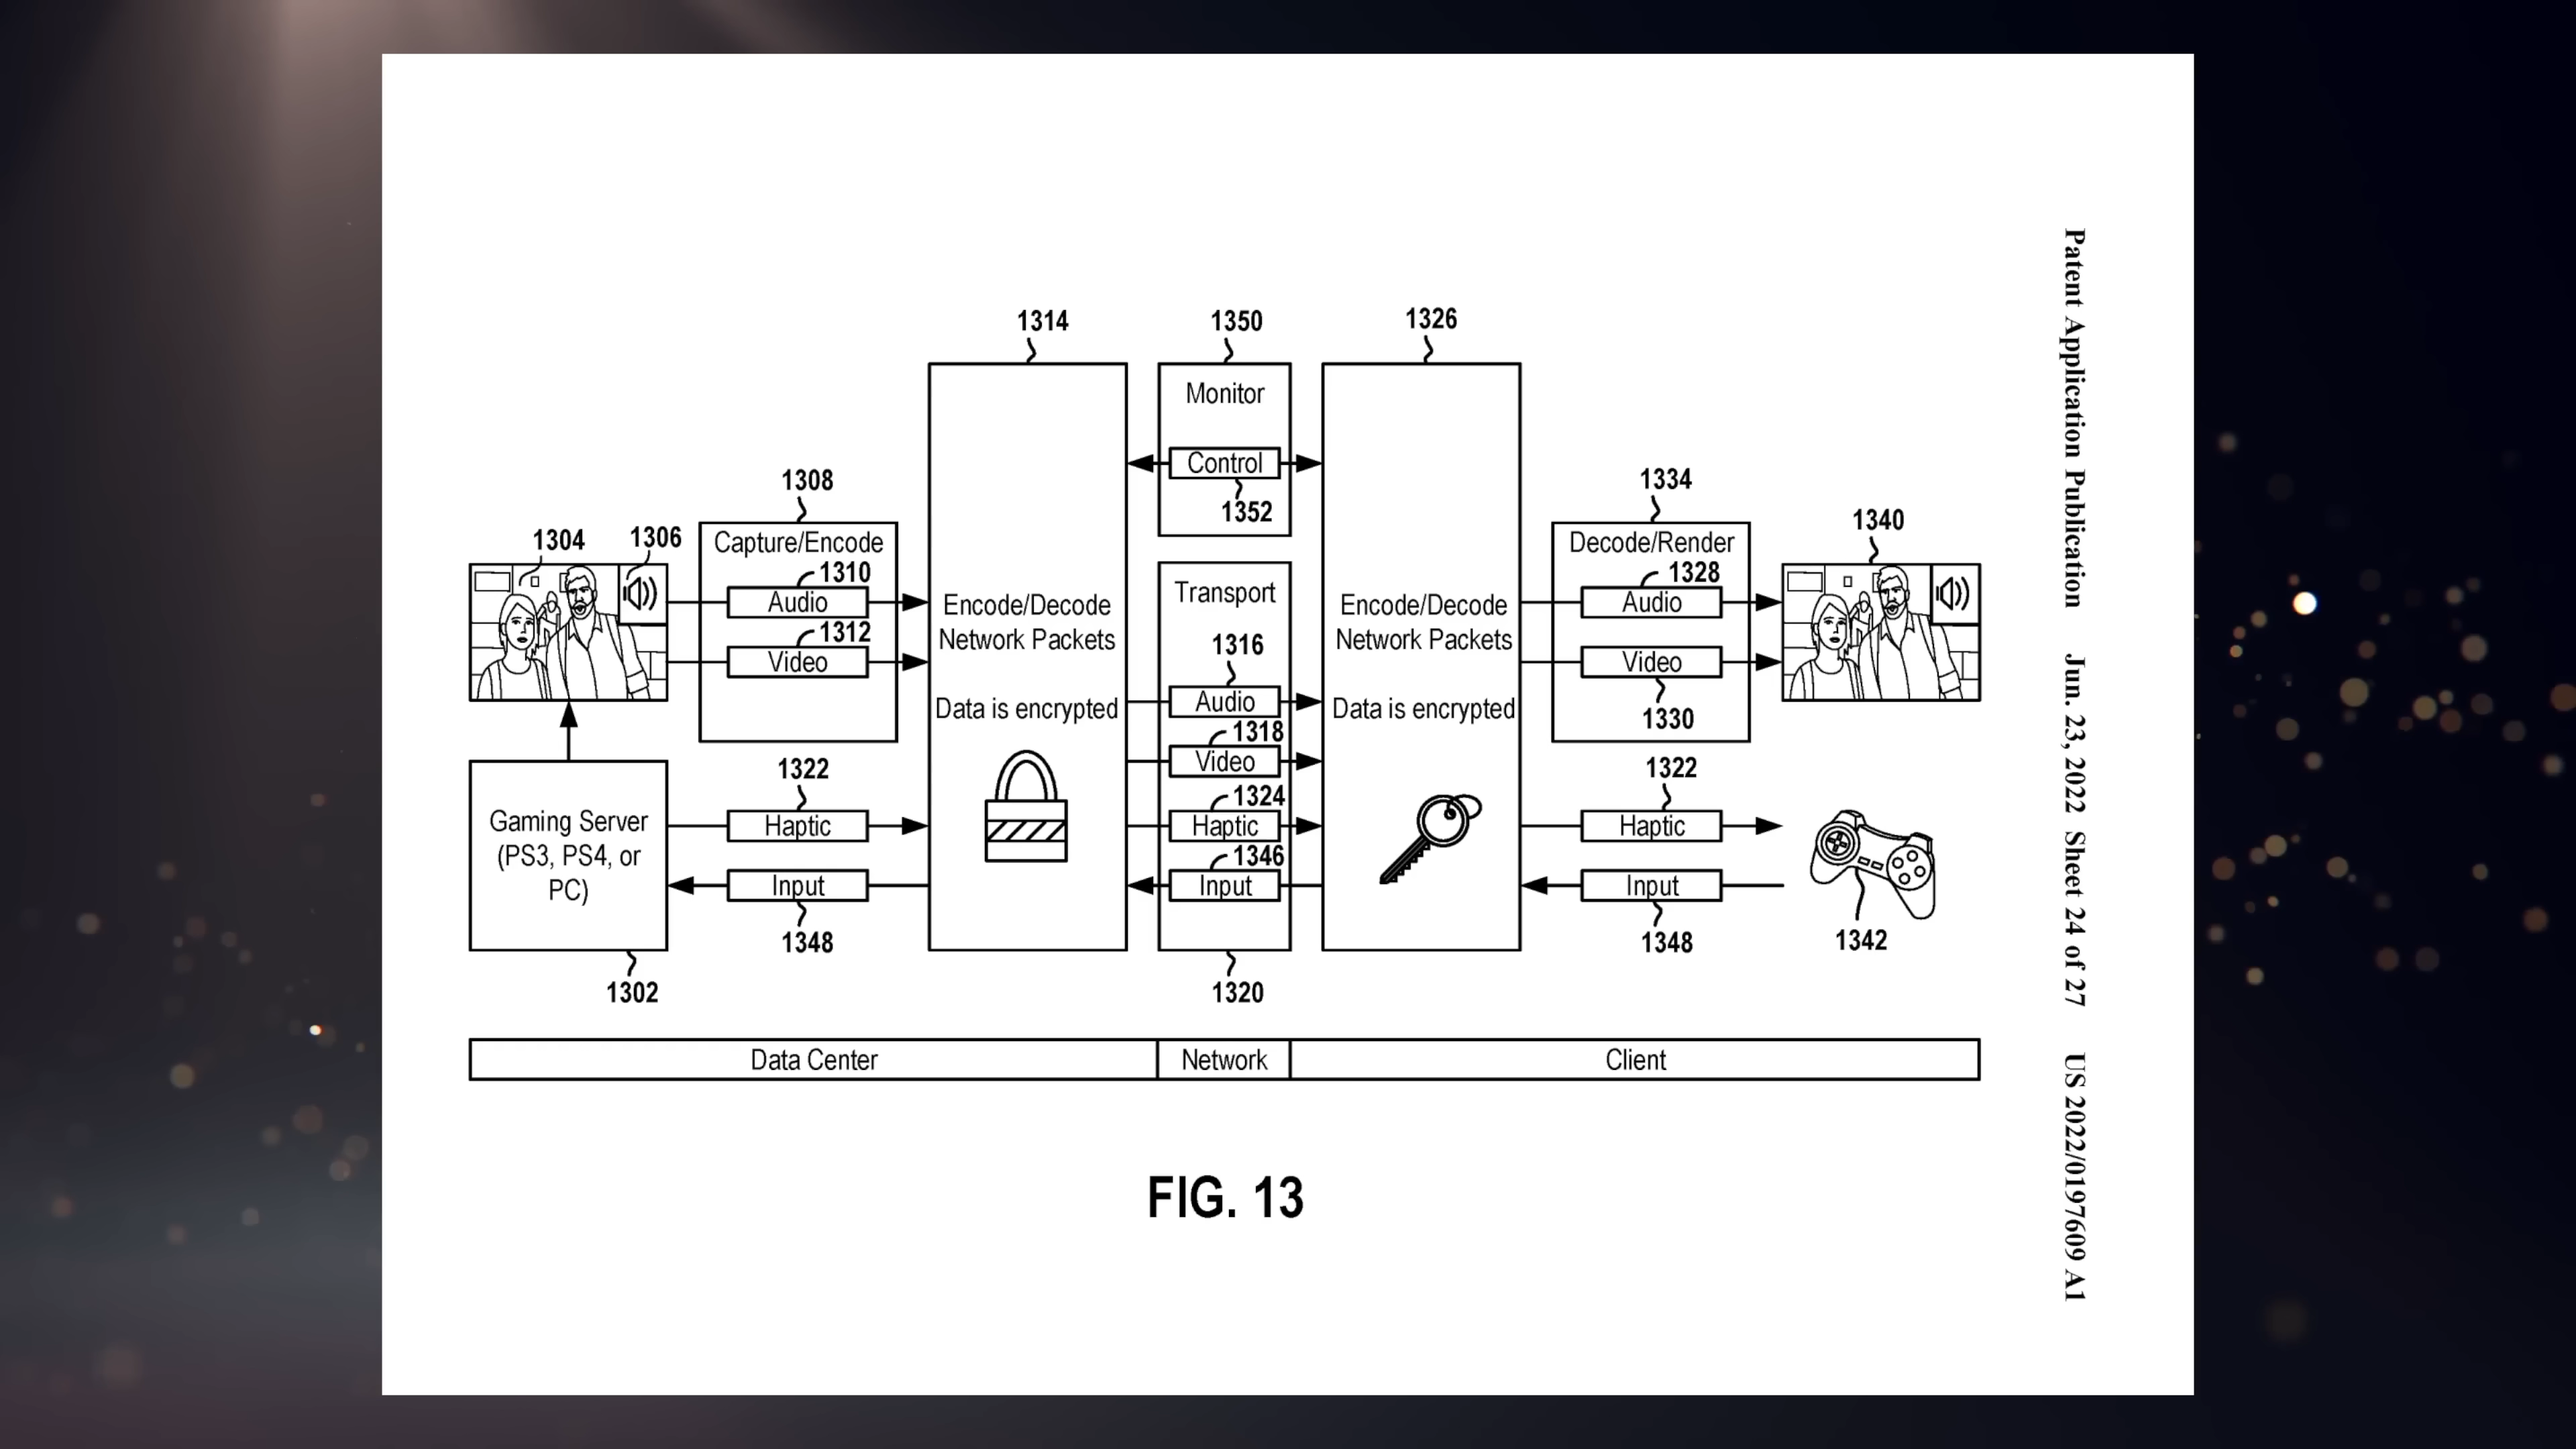 Patent Application Publication Jun. 23, 2022 Sheet 24 of 27 US 2022/0197609 A1
1314
1350
1326
Monitor
Control
1352
1308
1334
1304
1306
1340
Capture/Encode
1310
Audio
1312
Video
Encode/Decode
Network Packets
Data is encrypted
Transport
1316
Audio
1318
Video
1324
Haptic
1346
Input
Encode/Decode
Network Packets
Data is encrypted
Decode/Render
1328
Audio
Video
1330
Gaming Server
(PS3, PS4, or
PC)
1322
Haptic
Input
1348
1322
Haptic
Input
1348
1342
1302
1320
Data Center
Network
Client
FIG. 13